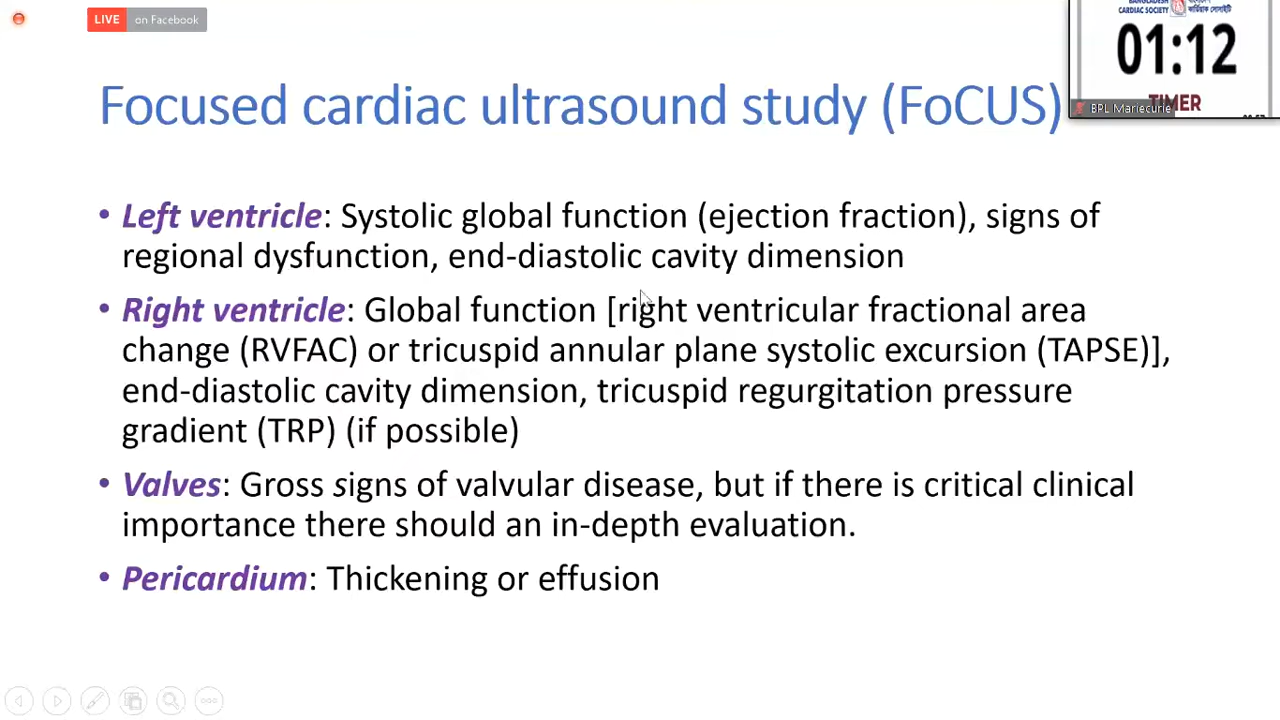 LIVE on Facebook
BANGLADESH
CARDIAC SOCIETY
01:12
TIMER
BPL Mariecurie
Focused cardiac ultrasound study (FoCUS)
• Left ventricle: Systolic global function (ejection fraction), signs of
regional dysfunction, end-diastolic cavity dimension
• Right ventricle: Global function [right ventricular fractional area
change (RVFAC) or tricuspid annular plane systolic excursion (TAPSE)],
end-diastolic cavity dimension, tricuspid regurgitation pressure
gradient (TRP) (if possible)
• Valves: Gross signs of valvular disease, but if there is critical clinical
importance there should an in-depth evaluation.
• Pericardium: Thickening or effusion